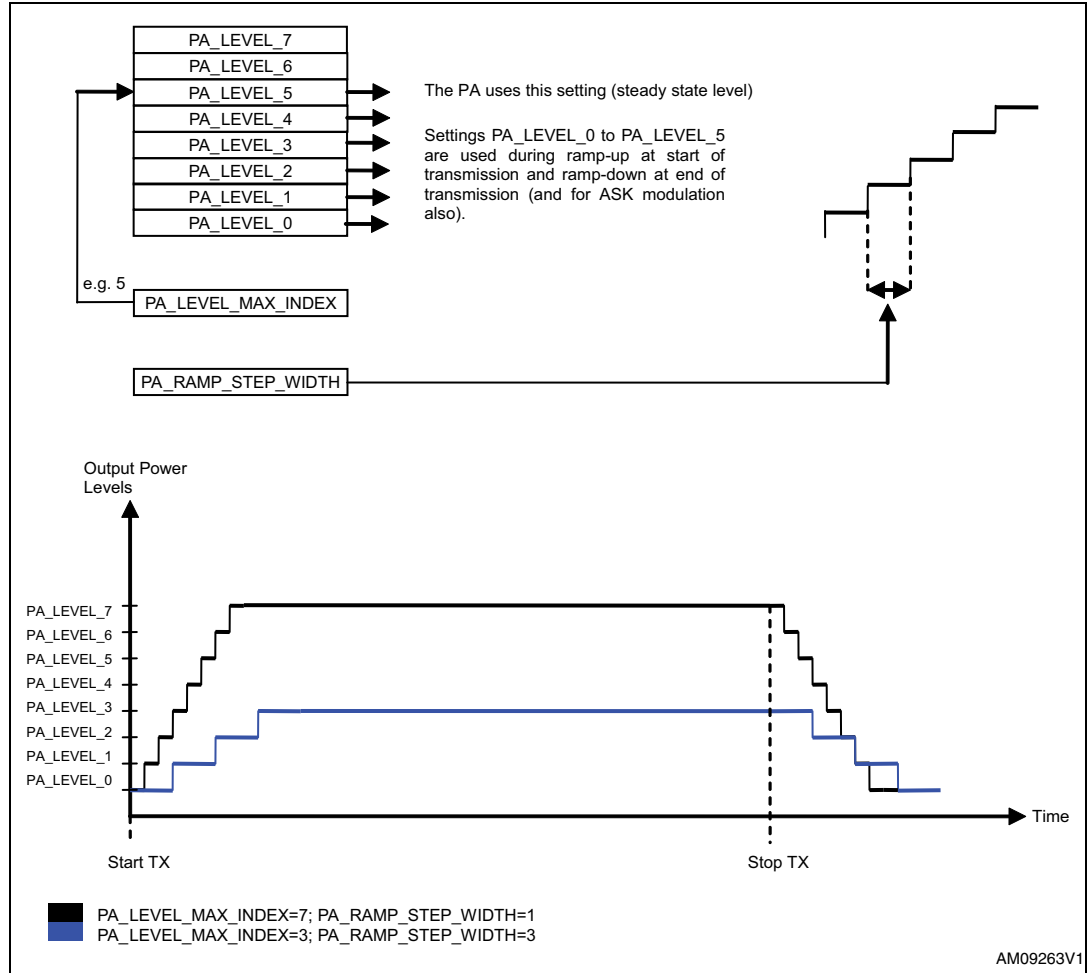 PA_LEVEL_7
PA_LEVEL_6
PA_LEVEL_5
PA_LEVEL_4
PA_LEVEL_3
PA_LEVEL_2
PA_LEVEL_1
PA_LEVEL_0
The PA uses this setting (steady state level)
Settings PA_LEVEL_0 to PA_LEVEL_5
are used during ramp-up at start of
transmission and ramp-down at end of
transmission (and for ASK modulation
also).
e.g. 5
PA_LEVEL_MAX_INDEX
PA_RAMP_STEP_WIDTH
Output Power
Levels
PA_LEVEL_7
PA_LEVEL_6
PA_LEVEL_5
PA_LEVEL_4
PA_LEVEL_3
PA_LEVEL_2
PA_LEVEL_1
PA_LEVEL_0
Time
Start TX
Stop TX
PA_LEVEL_MAX_INDEX=7; PA_RAMP_STEP_WIDTH=1
PA_LEVEL_MAX_INDEX=3; PA_RAMP_STEP_WIDTH=3
AM09263V1